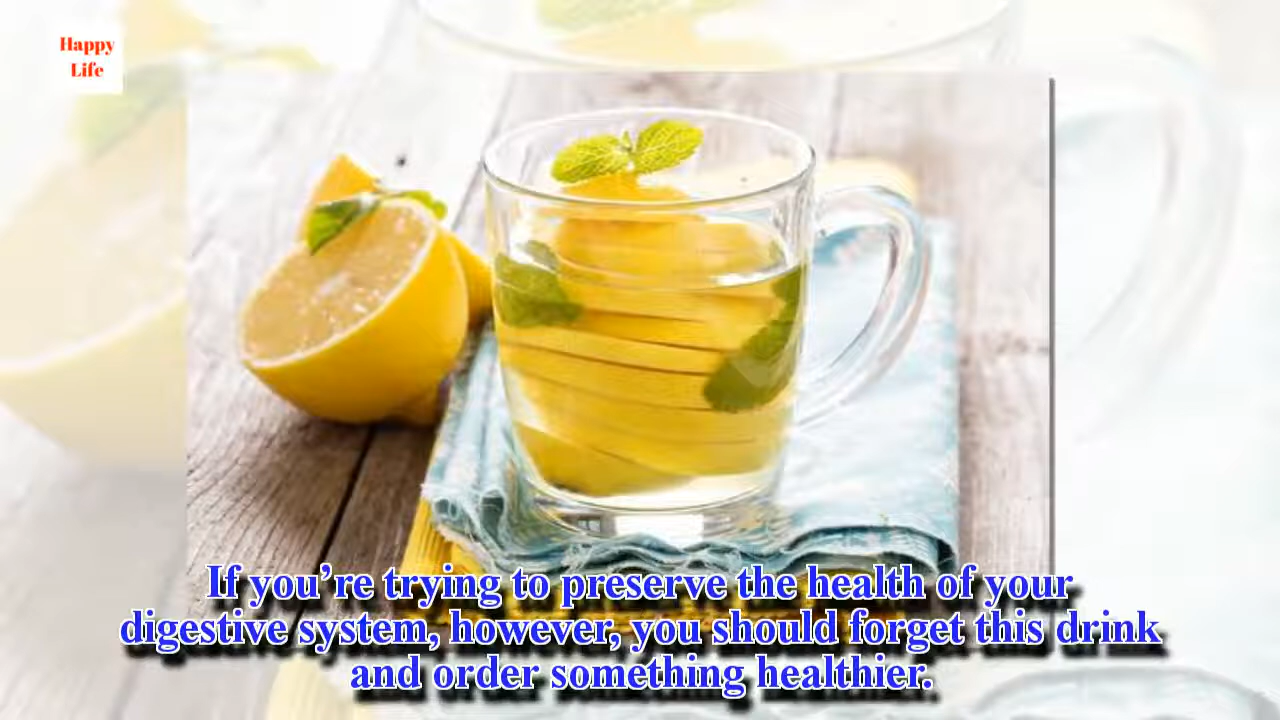 Happy
Life
If you’re trying to preserve the health of your
digestive system, however, you should forget this drink
and order something healthier.